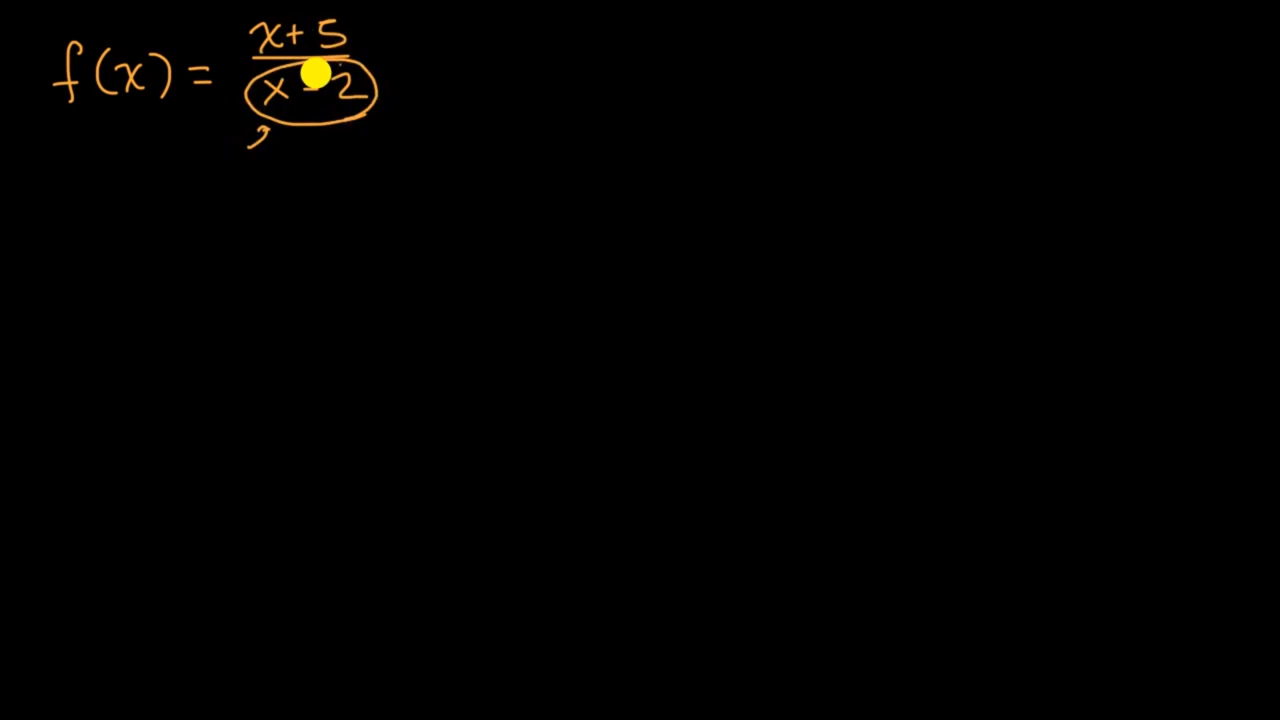 f(x) = x+5 / x-2